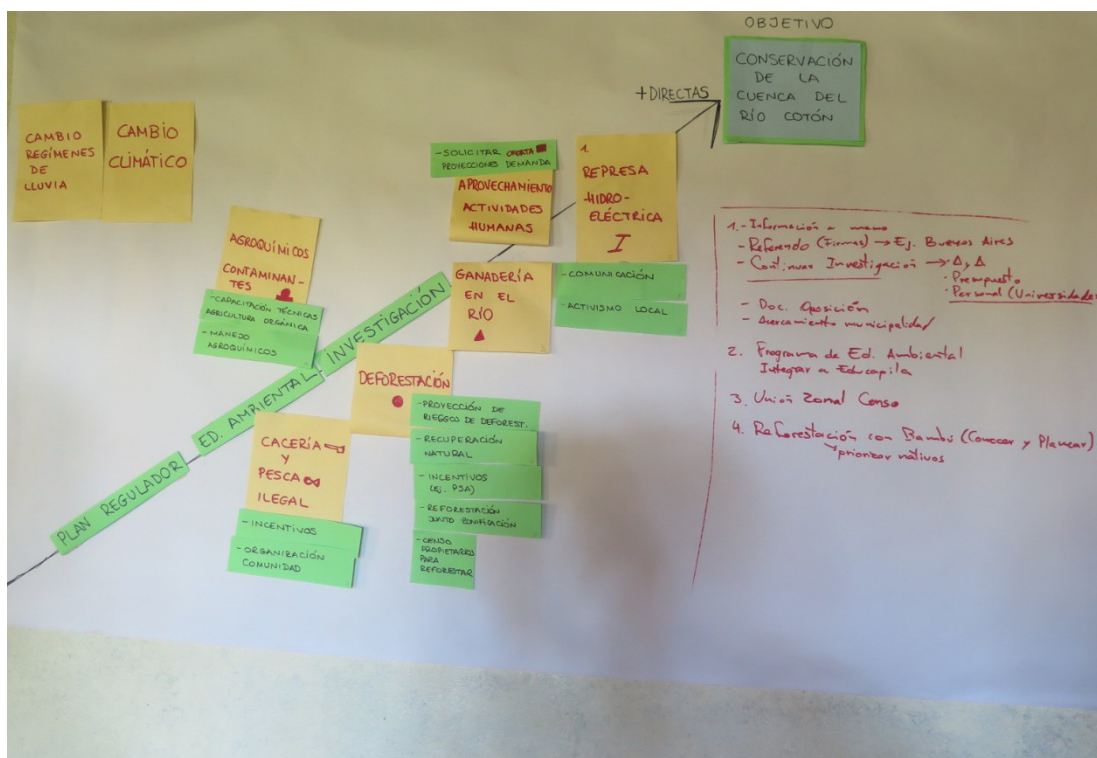 OBJETIVO
CONSERVACIÓN
DE LA
CUENCA DEL
RÍO COTÓN
+DIRECTAS
CAMBIO
REGÍMENES
DE
LLUVIA
CAMBIO
CLIMÁTICO
-SOLICITAR OFERTA
PROYECCIONES DEMANDA
APROVECHAMIENTO
ACTIVIDADES
HUMANAS
1.
REPRESA
HIDRO-
ELÉCTRICA
I
-COMUNICACIÓN
-ACTIVISMO LOCAL
AGROQUÍMICOS
CONTAMINAN-
TES
-CAPACITACIÓN TÉCNICAS
AGRICULTURA ORGÁNICA
-MANEJO
AGROQUÍMICOS
GANADERÍA
EN EL
RÍO
DEFORESTACIÓN
-PROYECCIÓN DE
RIESGOS DE DEFOREST.
-RECUPERACIÓN
NATURAL
-INCENTIVOS
(EJ. PSA)
-REFORESTACIÓN
JUNTO ZONIFICACIÓN
-CENSO
PROPIETARIOS
PARA
REFORESTAR
CACERÍA
Y
PESCA
ILEGAL
-INCENTIVOS
-ORGANIZACIÓN
COMUNIDAD
PLAN REGULADOR
ED. AMBIENTAL
INVESTIGACIÓN
1.-Información a mano
-Referendo (Firmas) → Ej. Buenos Aires
-Continuar Investigación → Δ, Δ
· Presupuesto
· Personal (Universidades
- Doc. Oposición
- Acercamiento municipalidad
2. Programa de Ed. Ambiental
Integrar a Educapila
3. Unión Zonal Censo
4. Reforestación con Bambú (Conocer y Planear)
priorizar nativos